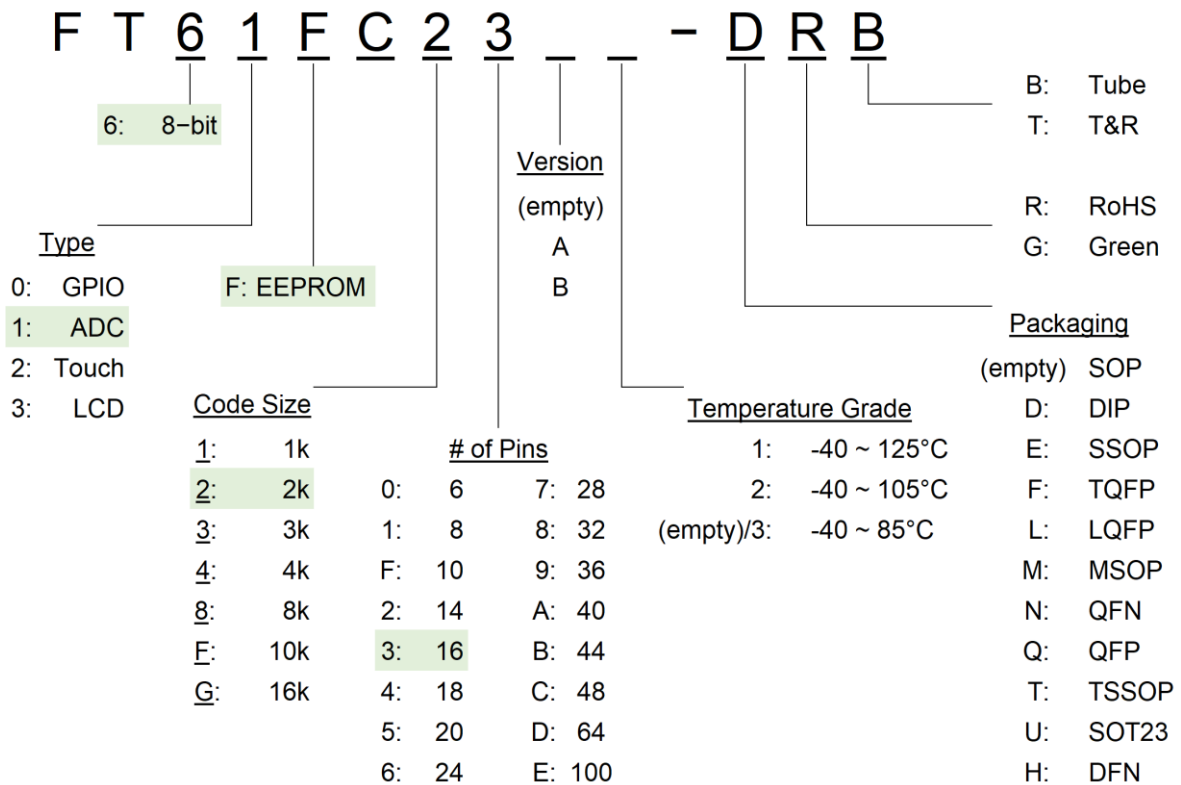 F T 6 1 F C 2 3 _ _ - D R B
6: 8-bit
B: Tube
T: T&R
R: RoHS
G: Green
Version
(empty)
A
B
Type
0: GPIO
1: ADC
2: Touch
3: LCD
F: EEPROM
Code Size
1: 1k
2: 2k
3: 3k
4: 4k
8: 8k
F: 10k
G: 16k
# of Pins
0: 6 7: 28
1: 8 8: 32
F: 10 9: 36
2: 14 A: 40
3: 16 B: 44
4: 18 C: 48
5: 20 D: 64
6: 24 E: 100
Temperature Grade
1: -40 ~ 125°C
2: -40 ~ 105°C
(empty)/3: -40 ~ 85°C
Packaging
(empty) SOP
D: DIP
E: SSOP
F: TQFP
L: LQFP
M: MSOP
N: QFN
Q: QFP
T: TSSOP
U: SOT23
H: DFN